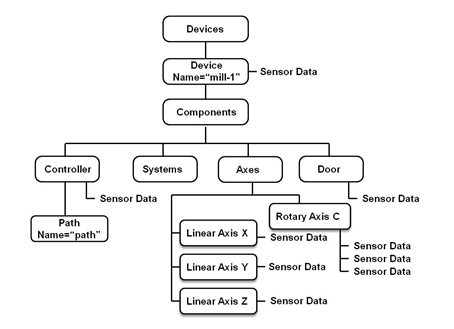 Devices
Device
Name="mill-1"
Sensor Data
Components
Controller
Systems
Axes
Door
Sensor Data
Sensor Data
Path
Name="path"
Rotary Axis C
Linear Axis X
Sensor Data
Sensor Data
Sensor Data
Sensor Data
Linear Axis Y
Sensor Data
Linear Axis Z
Sensor Data